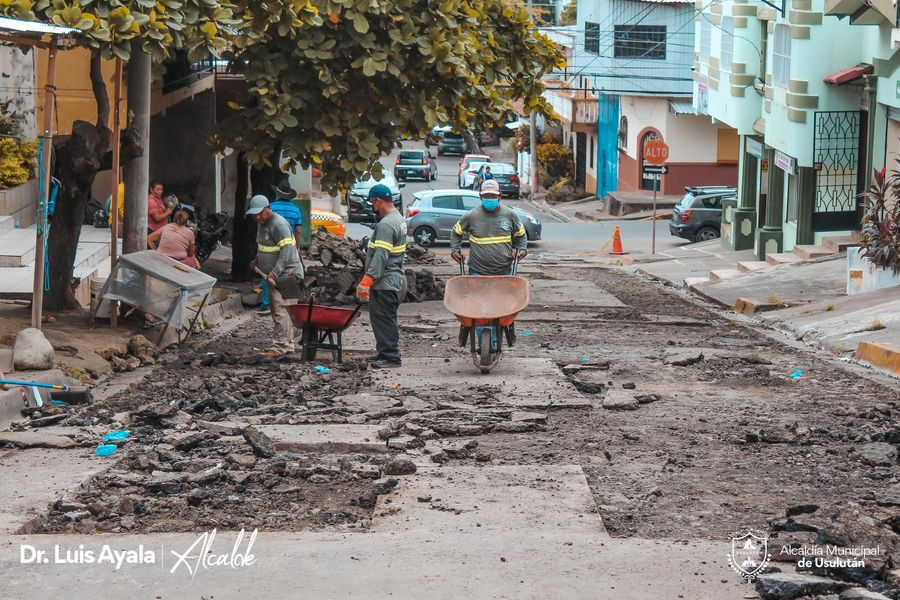 ALTO
Dr. Luis Ayala | Alcalde
Alcaldía Municipal
de Usulután